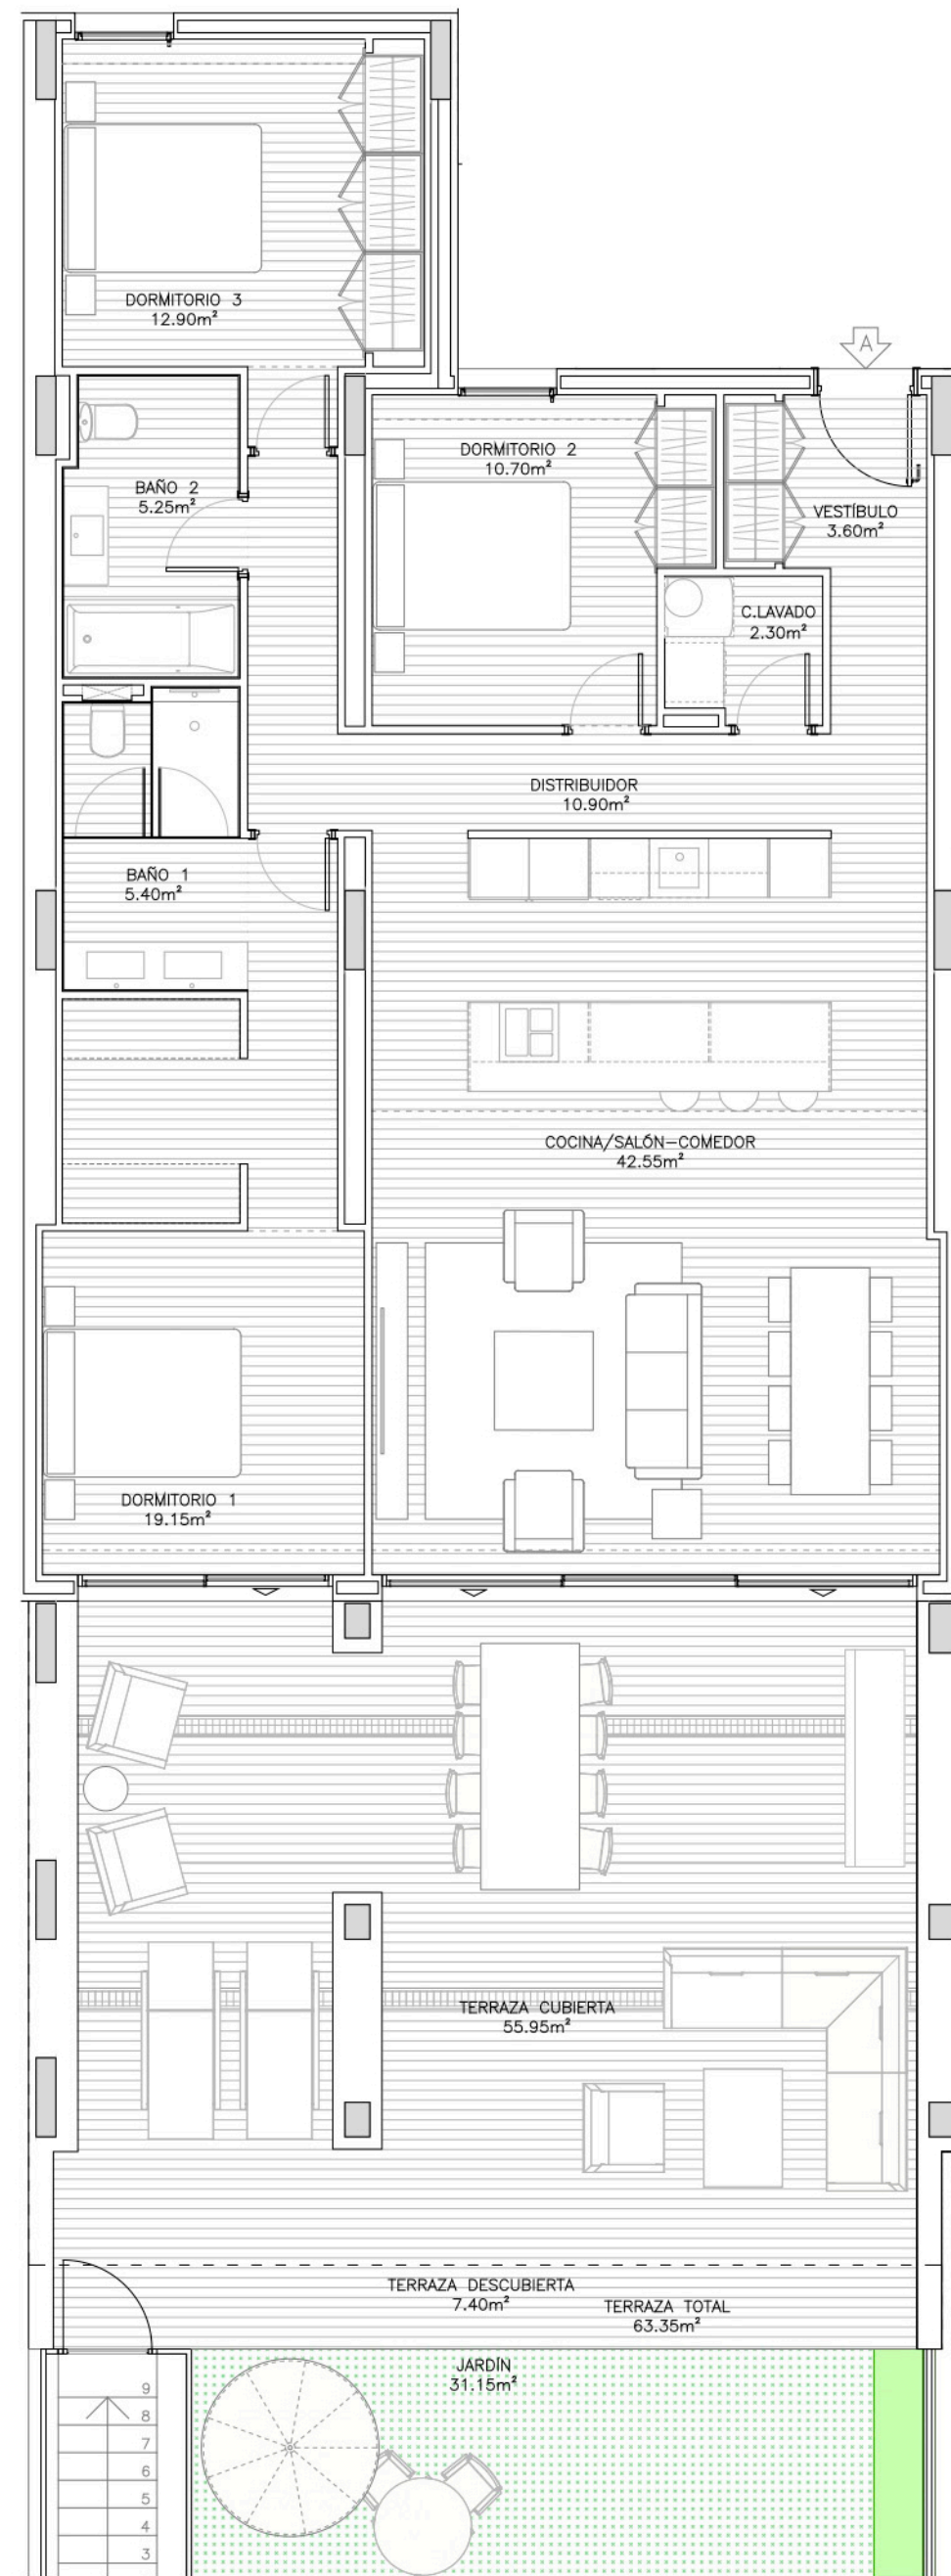 DORMITORIO 3
12.90m²
A
DORMITORIO 2
10.70m²
BAÑO 2
5.25m²
VESTÍBULO
3.60m²
C.LAVADO
2.30m²
DISTRIBUIDOR
10.90m²
BAÑO 1
5.40m²
COCINA/SALÓN-COMEDOR
42.55m²
DORMITORIO 1
19.15m²
TERRAZA CUBIERTA
55.95m²
TERRAZA DESCUBIERTA
7.40m²
TERRAZA TOTAL
63.35m²
JARDÍN
31.15m²
9
8
7
6
5
4
3